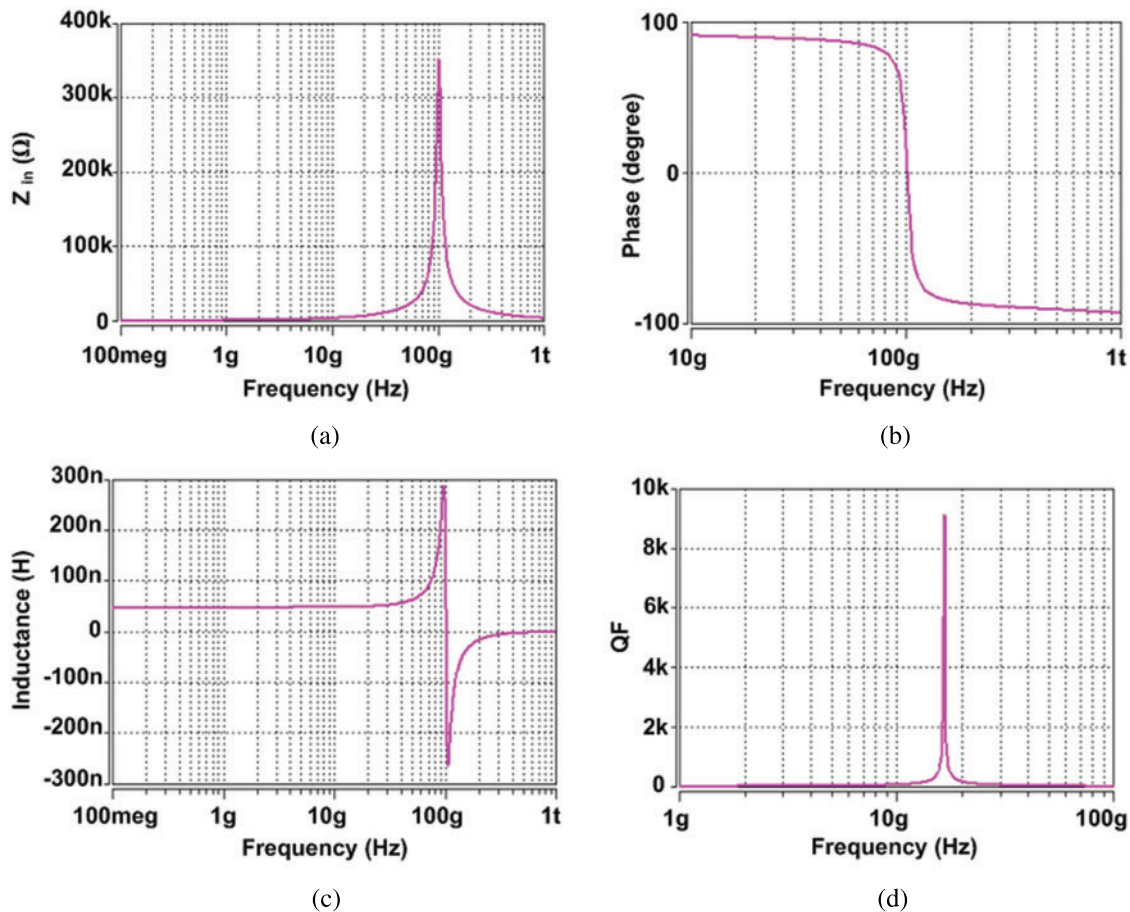 400k
300k
200k
100k
0
Z in (Ω)
100meg 1g 10g 100g 1t
Frequency (Hz)
(a)
100
0
-100
Phase (degree)
10g 100g 1t
Frequency (Hz)
(b)
300n
200n
100n
0
-100n
-200n
-300n
Inductance (H)
100meg 1g 10g 100g 1t
Frequency (Hz)
(c)
10k
8k
6k
4k
2k
0
QF
1g 10g 100g
Frequency (Hz)
(d)